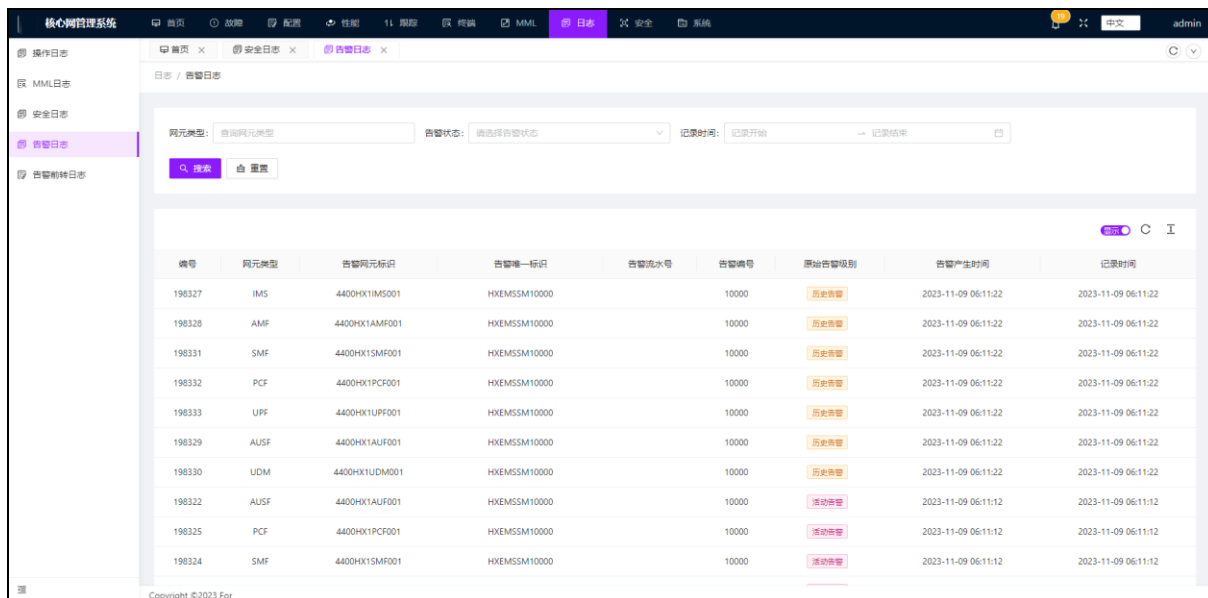 核心网管理系统 首页 故障 配置 性能 跟踪 终端 MML 日志 安全 系统 19 中文 admin
操作日志 首页 安全日志 告警日志
MML日志 日志 / 告警日志
安全日志
告警日志 网元类型: 查询网元类型 告警状态: 请选择告警状态 记录时间: 记录开始 → 记录结束
告警前转日志 搜索 重置
显示
编号 网元类型 告警网元标识 告警唯一标识 告警流水号 告警编号 原始告警级别 告警产生时间 记录时间
198327 IMS 4400HX1IMS001 HXEMSSM10000 10000 历史告警 2023-11-09 06:11:22 2023-11-09 06:11:22
198328 AMF 4400HX1AMF001 HXEMSSM10000 10000 历史告警 2023-11-09 06:11:22 2023-11-09 06:11:22
198331 SMF 4400HX1SMF001 HXEMSSM10000 10000 历史告警 2023-11-09 06:11:22 2023-11-09 06:11:22
198332 PCF 4400HX1PCF001 HXEMSSM10000 10000 历史告警 2023-11-09 06:11:22 2023-11-09 06:11:22
198333 UPF 4400HX1UPF001 HXEMSSM10000 10000 历史告警 2023-11-09 06:11:22 2023-11-09 06:11:22
198329 AUSF 4400HX1AUF001 HXEMSSM10000 10000 历史告警 2023-11-09 06:11:22 2023-11-09 06:11:22
198330 UDM 4400HX1UDM001 HXEMSSM10000 10000 历史告警 2023-11-09 06:11:22 2023-11-09 06:11:22
198322 AUSF 4400HX1AUF001 HXEMSSM10000 10000 活动告警 2023-11-09 06:11:12 2023-11-09 06:11:12
198325 PCF 4400HX1PCF001 HXEMSSM10000 10000 活动告警 2023-11-09 06:11:12 2023-11-09 06:11:12
198324 SMF 4400HX1SMF001 HXEMSSM10000 10000 活动告警 2023-11-09 06:11:12 2023-11-09 06:11:12
Copyright ©2023 For